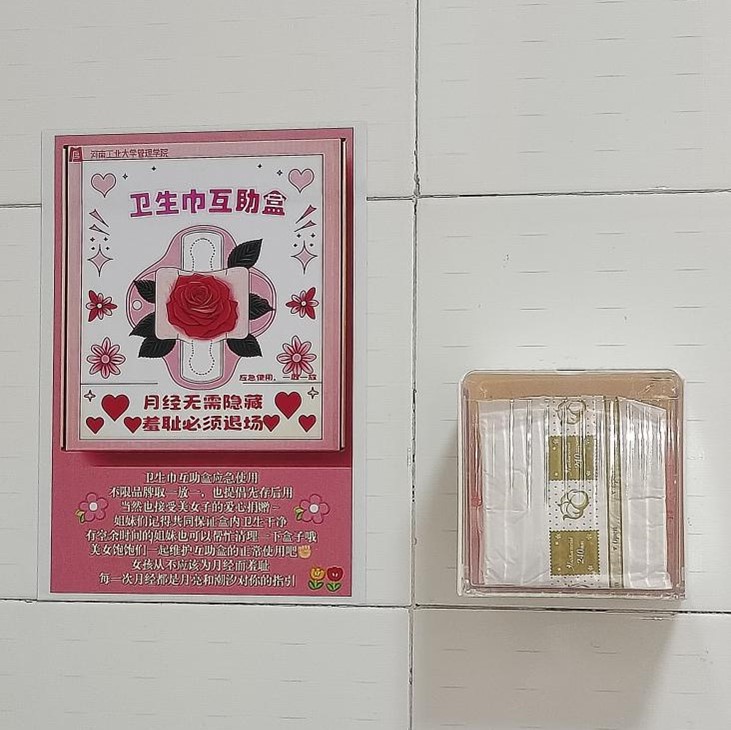 河南工业大学管理学院
卫生巾互助盒
应急使用，一取一放
月经无需隐藏
羞耻必须退场
卫生巾互助盒应急使用
不限品牌取一放一，也提倡先存后用
当然也接受美女子的爱心捐赠~
姐妹们记得共同保证盒内卫生干净
有空余时间的姐妹也可以帮忙清理一下盒子哦
美女饱饱们一起维护互助盒的正常使用吧
女孩从不应该为月经而羞耻
每一次月经都是月亮和潮汐对你的指引
240
240